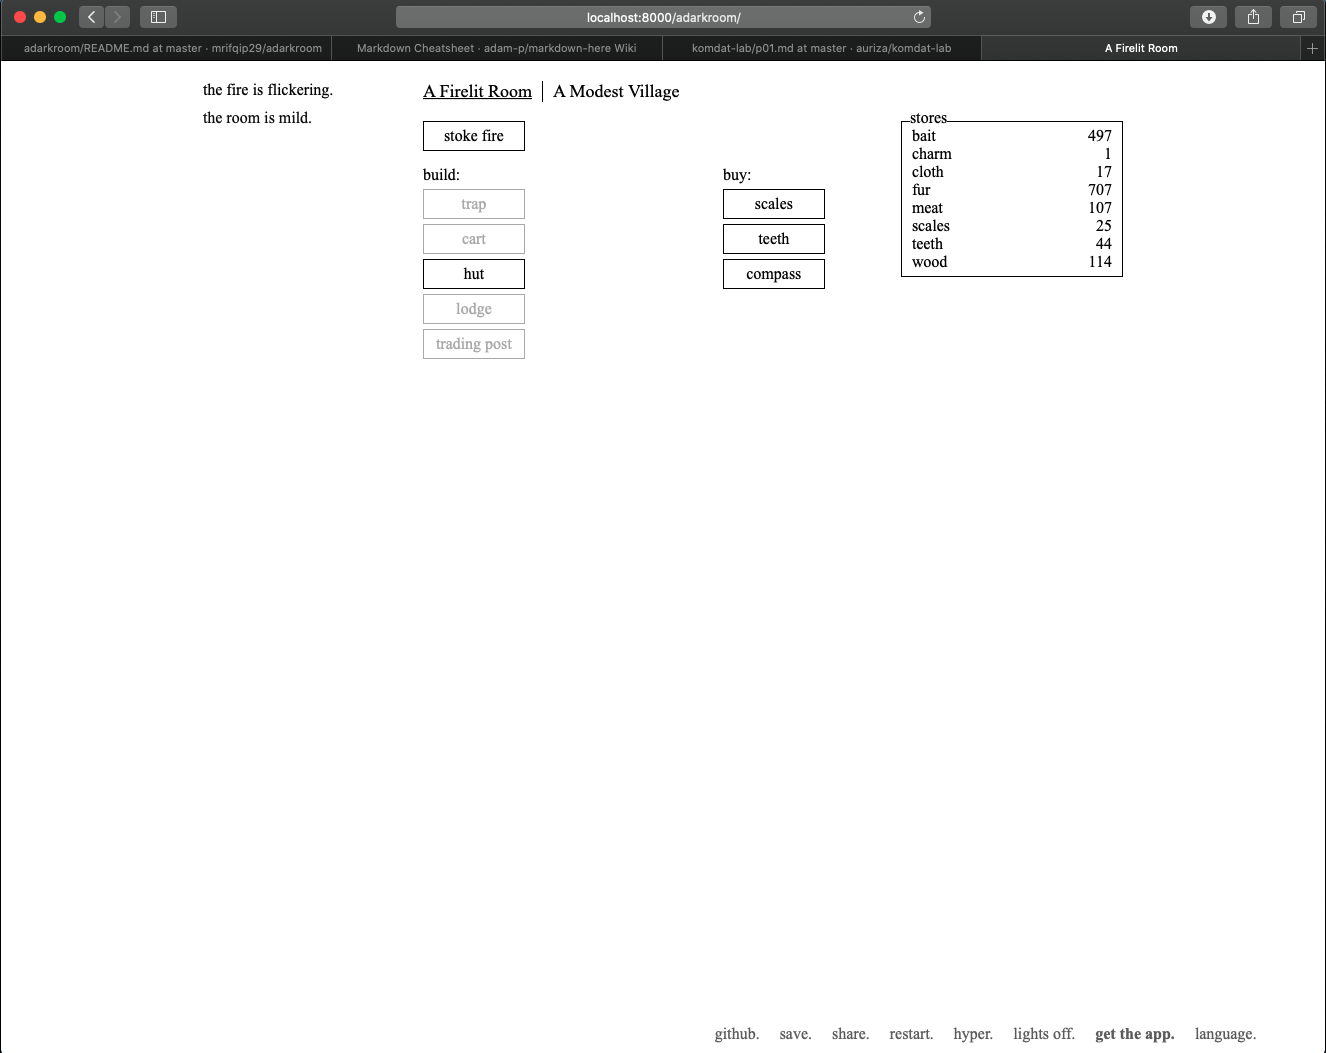 localhost:8000/adarkroom/
adarkroom/README.md at master · mrifqip29/adarkroom
Markdown Cheatsheet · adam-p/markdown-here Wiki
komdat-lab/p01.md at master · auriza/komdat-lab
A Firelit Room
the fire is flickering.
the room is mild.
A Firelit Room | A Modest Village
stoke fire
build:
trap
cart
hut
lodge
trading post
buy:
scales
teeth
compass
stores
bait 497
charm 1
cloth 17
fur 707
meat 107
scales 25
teeth 44
wood 114
github. save. share. restart. hyper. lights off. get the app. language.